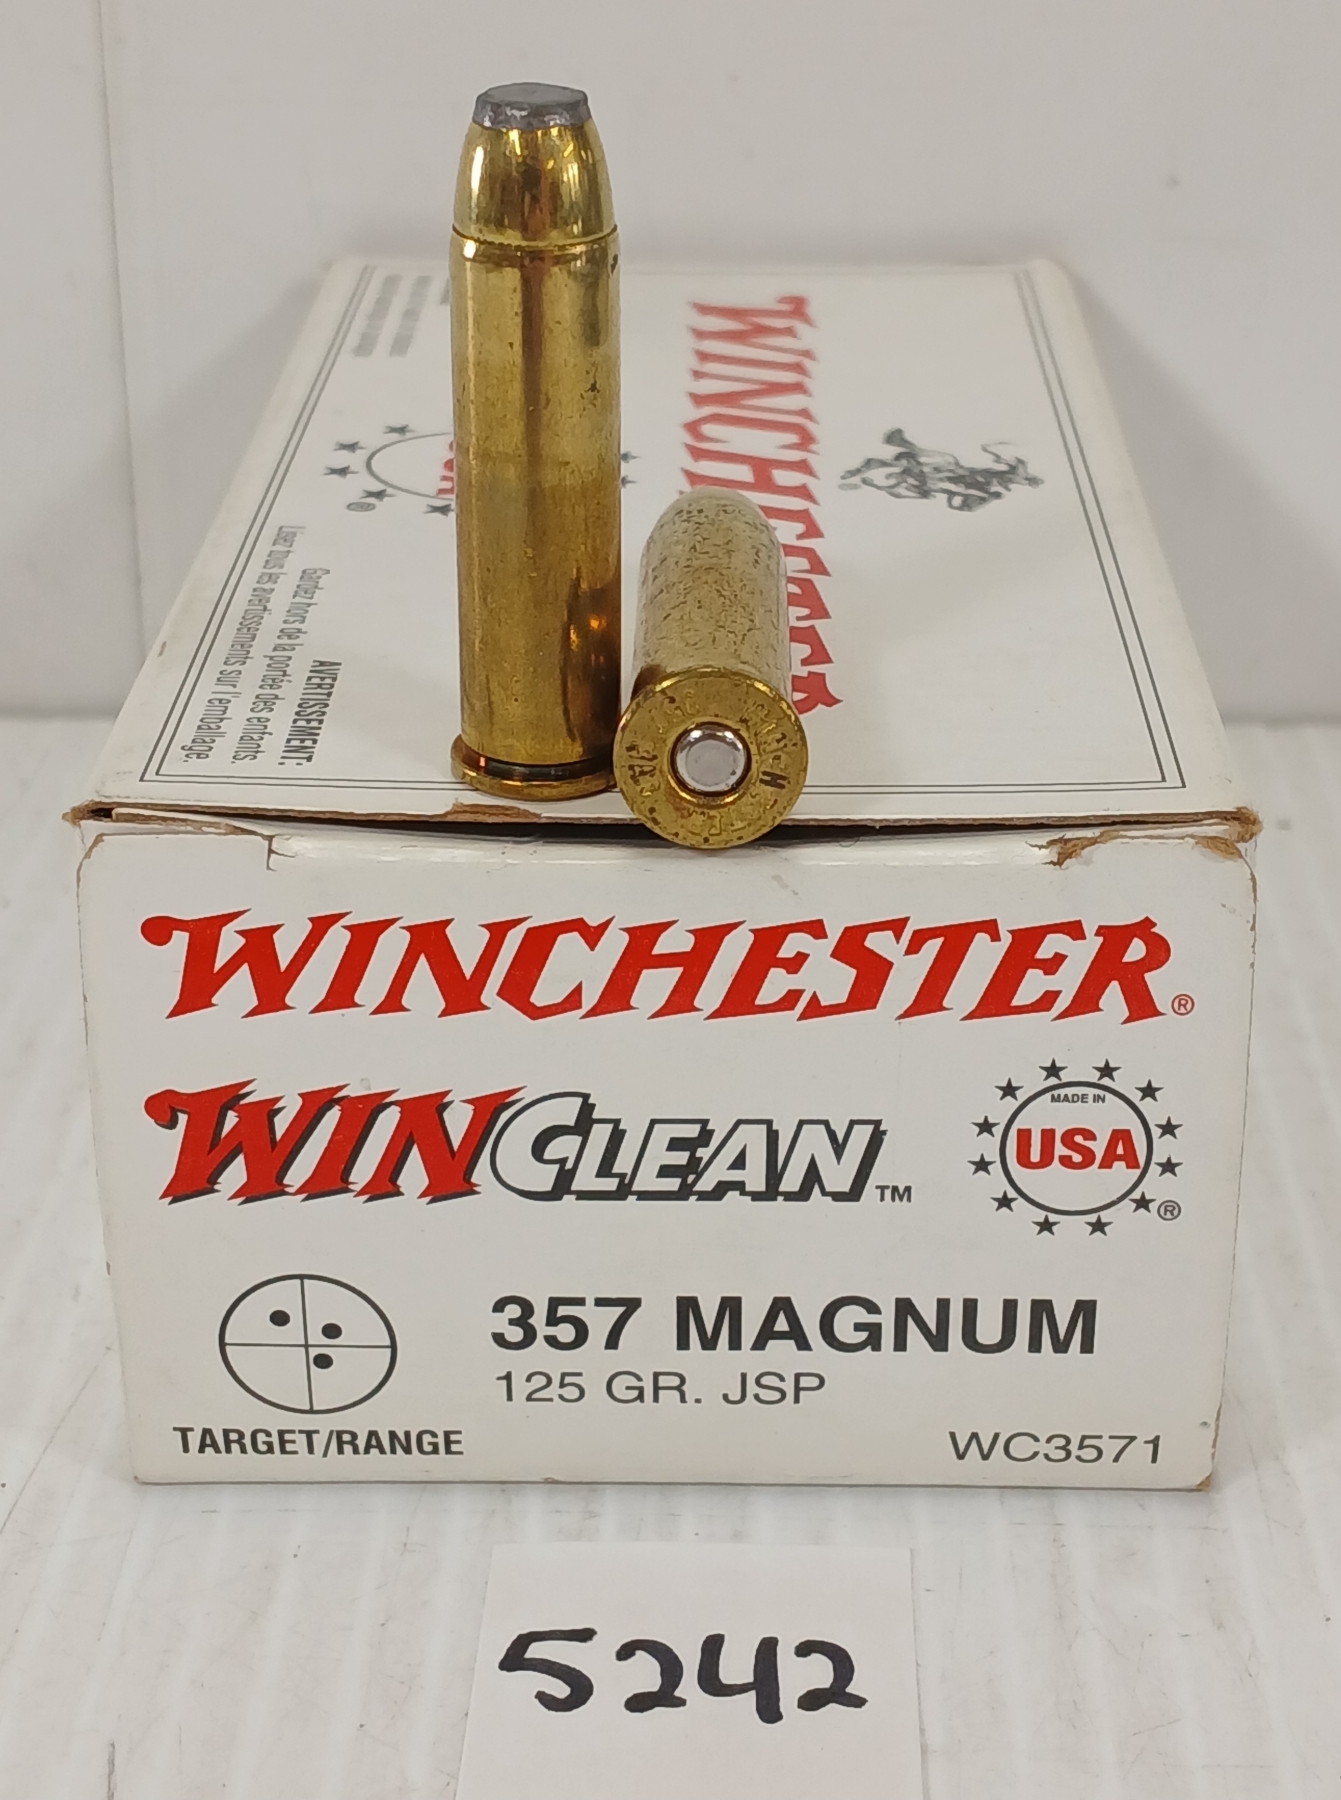 WINCHESTER
AVERTISSEMENT:
Gardez hors de la portée des enfants.
Lisez tous les avertissements sur l'emballage.
WINCHESTER®
WINCLEAN™
MADE IN
USA
®
357 MAGNUM
125 GR. JSP
TARGET/RANGE
WC3571
5242